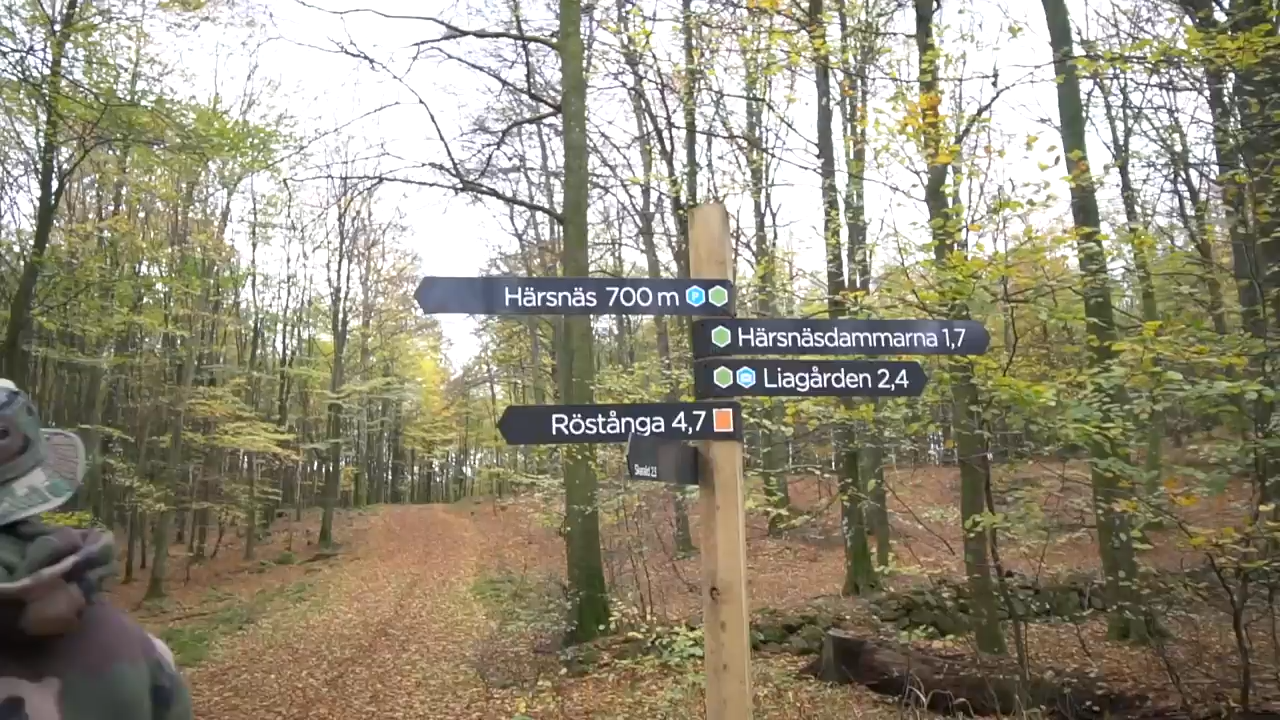 Härsnäs 700 m P
Härsnäsdammarna 1,7
Liagården 2,4
Röstånga 4,7